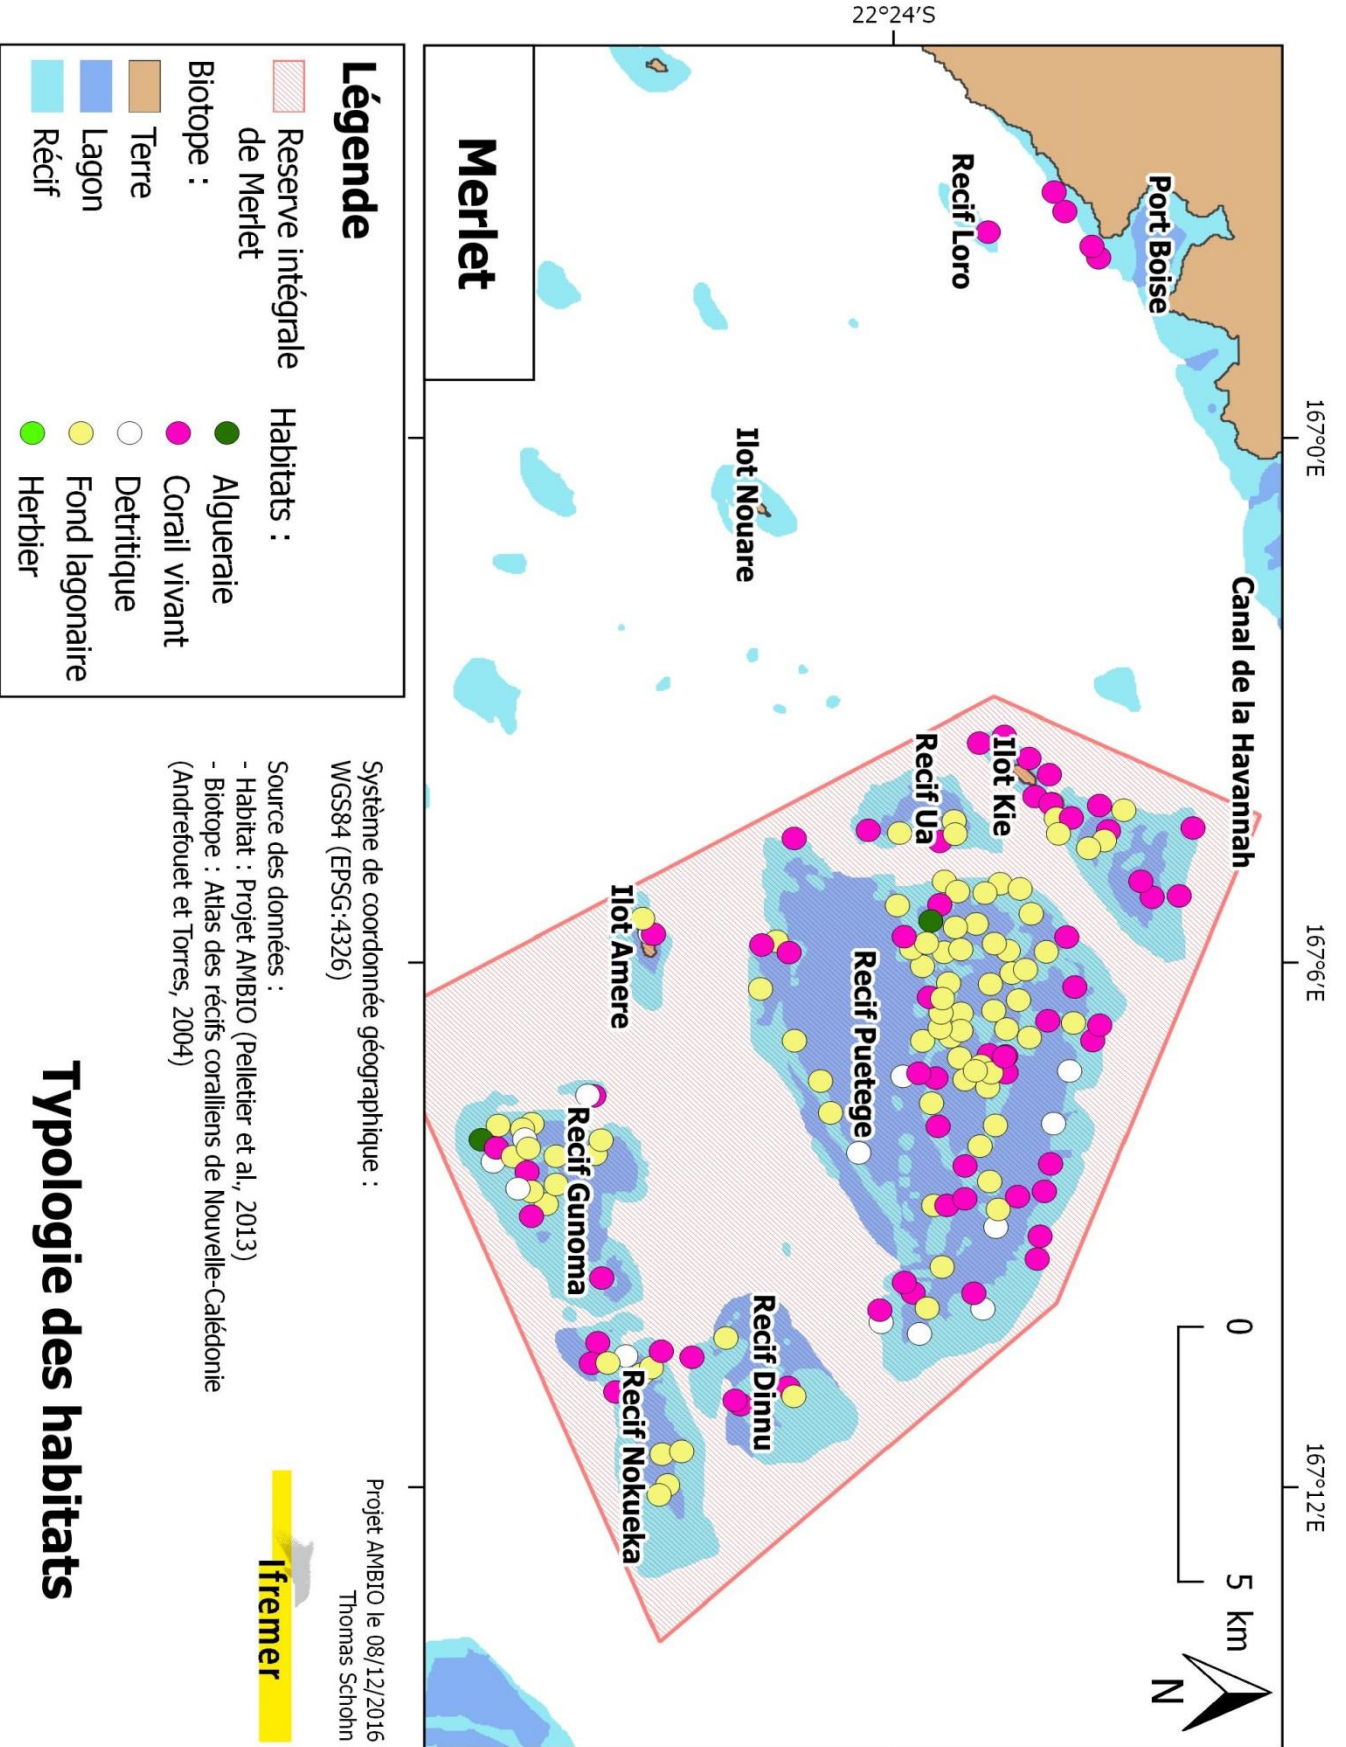 167°0'E
167°6'E
167°12'E
22°24'S
Port Boise
Canal de la Havannah
0
5 km
N
Recif Loro
Ilot Kie
Recif Ua
Recif Puetege
Ilot Nouare
Recif Dinnu
Ilot Amere
Recif Nokueka
Recif Gunoma
Merlet
Légende
Reserve intégrale
de Merlet
Biotope :
Terre
Lagon
Récif
Habitats :
Algueraie
Corail vivant
Detritique
Fond lagonaire
Herbier
Système de coordonnée géographique :
WGS84 (EPSG:4326)
Source des données :
- Habitat : Projet AMBIO (Pelletier et al., 2013)
- Biotope : Atlas des récifs coralliens de Nouvelle-Calédonie
(Andrefouet et Torres, 2004)
Projet AMBIO le 08/12/2016
Thomas Schohn
Ifremer
Typologie des habitats